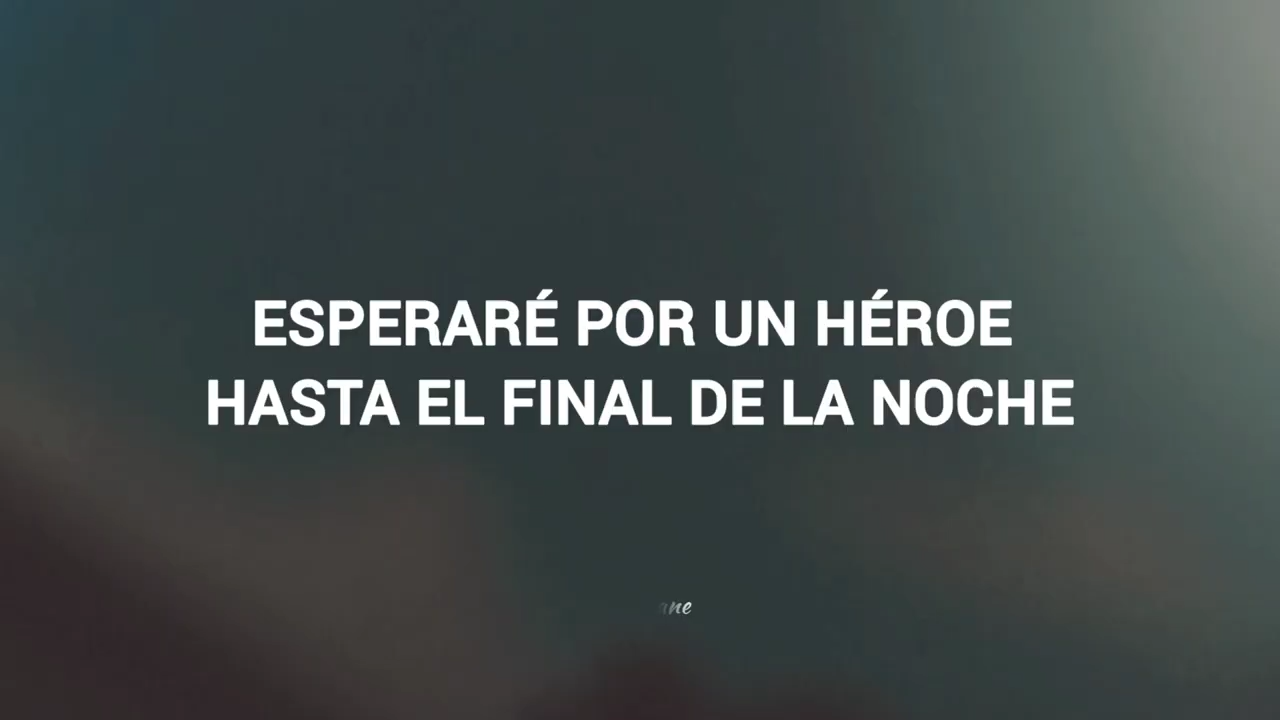 ESPERARÉ POR UN HÉROE
HASTA EL FINAL DE LA NOCHE